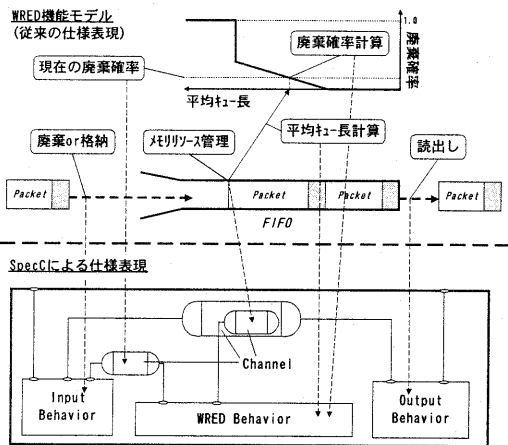 WRED機能モデル
(従来の仕様表現)
1.0
廃棄確率
廃棄確率計算
現在の廃棄確率
平均ｷｭｰ長
廃棄or格納
ﾒﾓﾘﾘｿｰｽ管理
平均ｷｭｰ長計算
読出し
Packet
Packet
Packet
Packet
FIFO
SpecCによる仕様表現
Channel
Input
Behavior
WRED Behavior
Output
Behavior